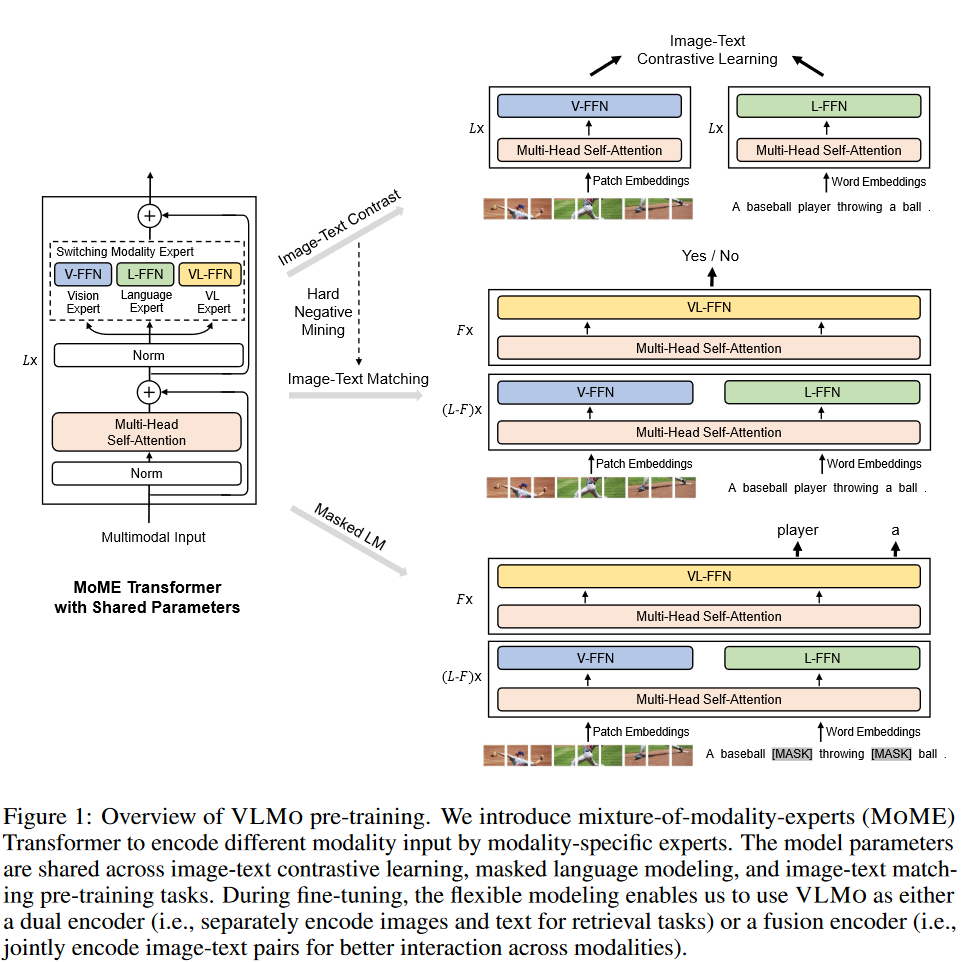 Image-Text
Contrastive Learning
V-FFN
L-FFN
Lx
Multi-Head Self-Attention
Lx
Multi-Head Self-Attention
Patch Embeddings
Word Embeddings
A baseball player throwing a ball .
Switching Modality Expert
V-FFN
L-FFN
VL-FFN
Vision
Expert
Language
Expert
VL
Expert
Norm
Lx
Multi-Head
Self-Attention
Norm
Multimodal Input
MoME Transformer
with Shared Parameters
Image-Text Contrast
Hard
Negative
Mining
Image-Text Matching
Masked LM
Yes / No
VL-FFN
Fx
Multi-Head Self-Attention
V-FFN
L-FFN
(L-F)x
Multi-Head Self-Attention
Patch Embeddings
Word Embeddings
A baseball player throwing a ball .
player
a
VL-FFN
Fx
Multi-Head Self-Attention
V-FFN
L-FFN
(L-F)x
Multi-Head Self-Attention
Patch Embeddings
Word Embeddings
A baseball [MASK] throwing [MASK] ball .
Figure 1: Overview of VLMO pre-training. We introduce mixture-of-modality-experts (MOME)
Transformer to encode different modality input by modality-specific experts. The model parameters
are shared across image-text contrastive learning, masked language modeling, and image-text match-
ing pre-training tasks. During fine-tuning, the flexible modeling enables us to use VLMO as either
a dual encoder (i.e., separately encode images and text for retrieval tasks) or a fusion encoder (i.e.,
jointly encode image-text pairs for better interaction across modalities).